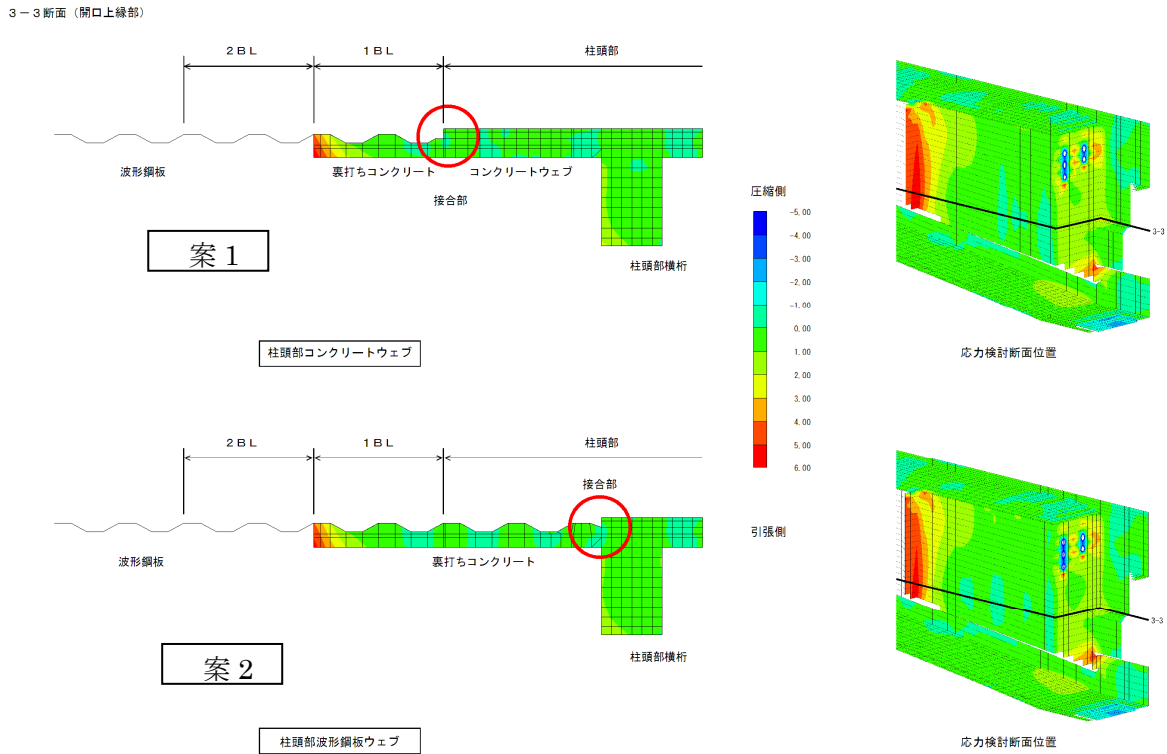 3－3断面（開口上縁部）
2BL
1BL
柱頭部
波形鋼板
裏打ちコンクリート
コンクリートウェブ
接合部
案1
柱頭部横桁
柱頭部コンクリートウェブ
圧縮側
-5.00
-4.00
-3.00
-2.00
-1.00
0.00
1.00
2.00
3.00
4.00
5.00
6.00
引張側
3-3
応力検討断面位置
2BL
1BL
柱頭部
接合部
波形鋼板
裏打ちコンクリート
柱頭部横桁
案2
柱頭部波形鋼板ウェブ
3-3
応力検討断面位置